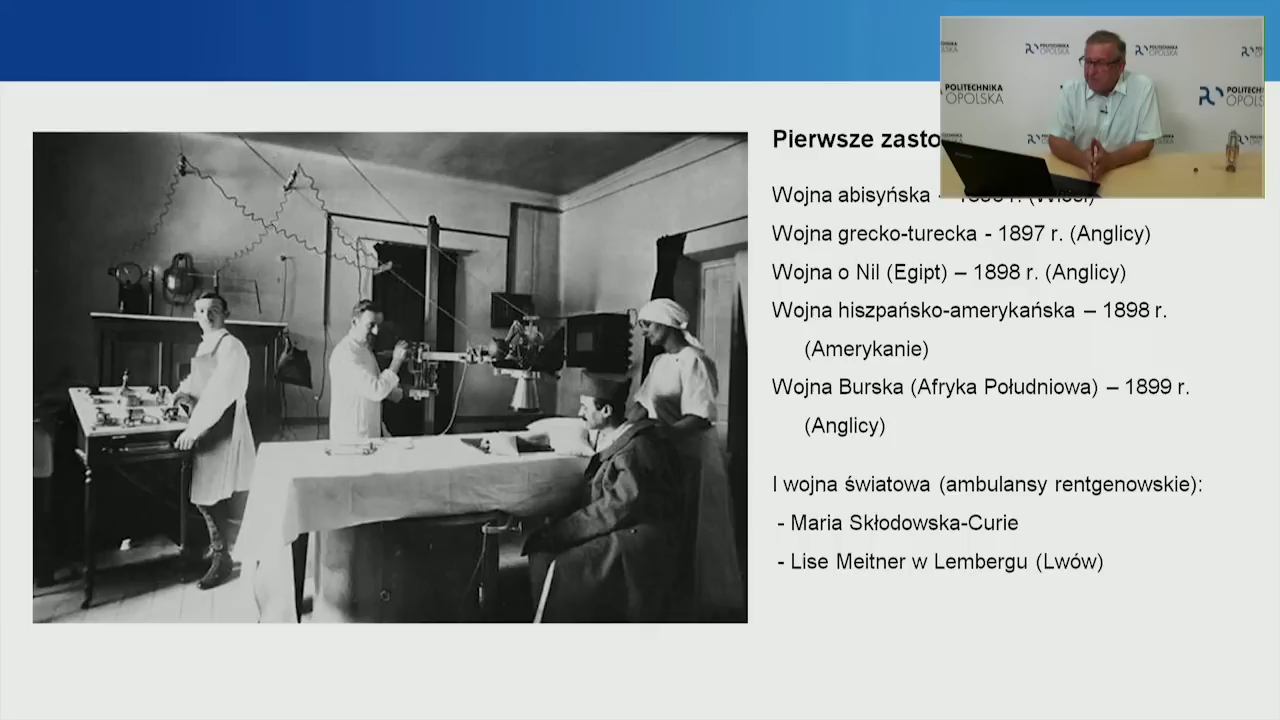 Pierwsze
Wojna abisyńska
Wojna grecko-turecka - 1897 r. (Anglicy)
Wojna o Nil (Egipt) – 1898 r. (Anglicy)
Wojna hiszpańsko-amerykańska – 1898 r.
(Amerykanie)
Wojna Burska (Afryka Południowa) – 1899 r.
(Anglicy)
I wojna światowa (ambulansy rentgenowskie):
- Maria Skłodowska-Curie
- Lise Meitner w Lembergu (Lwów)
POLITECHNIKA
OPOLSKA
POLITECHNIKA
OPOLSKA
POLITECHNIKA
OPOLSKA